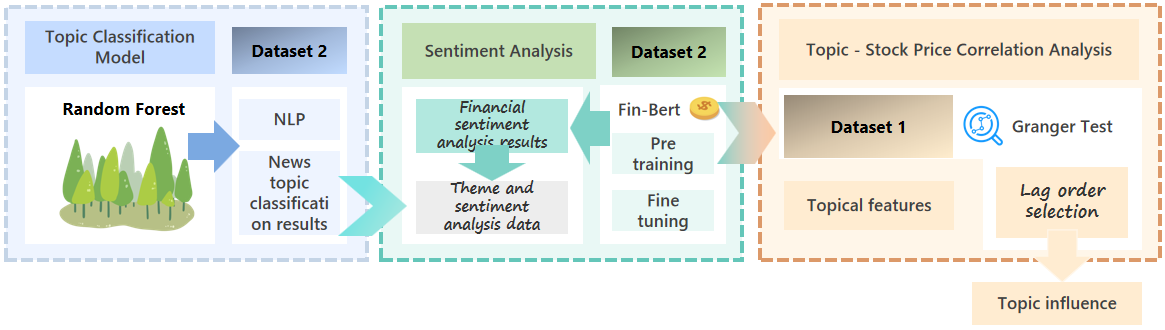 Topic Classification
Model
Dataset 2
Random Forest
NLP
News
topic
classificati
on results
Sentiment Analysis
Dataset 2
Financial
sentiment
analysis results
Theme and
sentiment
analysis data
Fin-Bert
$
Pre
training
Fine
tuning
Topic - Stock Price Correlation Analysis
Dataset 1
Granger Test
Topical features
Lag order
selection
Topic influence